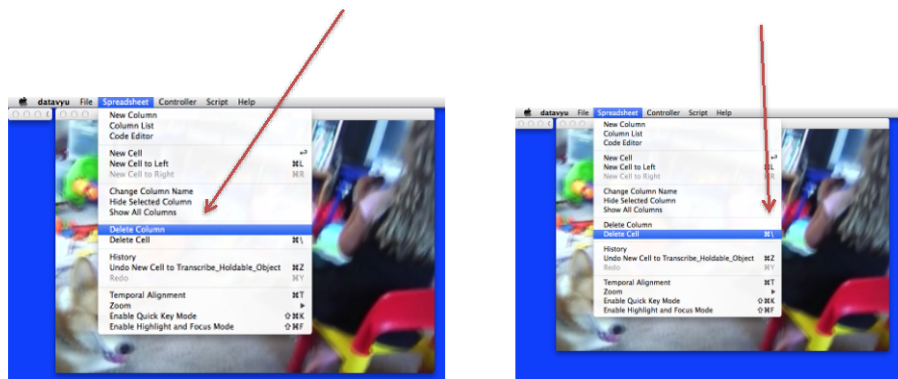 datavyu File Spreadsheet Controller Script Help
New Column
Column List
Code Editor
New Cell ⏎
New Cell to Left ⌘L
New Cell to Right ⌘R
Change Column Name
Hide Selected Column
Show All Columns
Delete Column
Delete Cell ⌘\
History
Undo New Cell to Transcribe_Holdable_Object ⌘Z
Redo ⌘Y
Temporal Alignment ⌘T
Zoom
Enable Quick Key Mode ⇧⌘K
Enable Highlight and Focus Mode ⇧⌘F
datavyu File Spreadsheet Controller Script Help
New Column
Column List
Code Editor
New Cell ⏎
New Cell to Left ⌘L
New Cell to Right ⌘R
Change Column Name
Hide Selected Column
Show All Columns
Delete Column
Delete Cell ⌘\
History
Undo New Cell to Transcribe_Holdable_Object ⌘Z
Redo ⌘Y
Temporal Alignment ⌘T
Zoom
Enable Quick Key Mode ⇧⌘K
Enable Highlight and Focus Mode ⇧⌘F